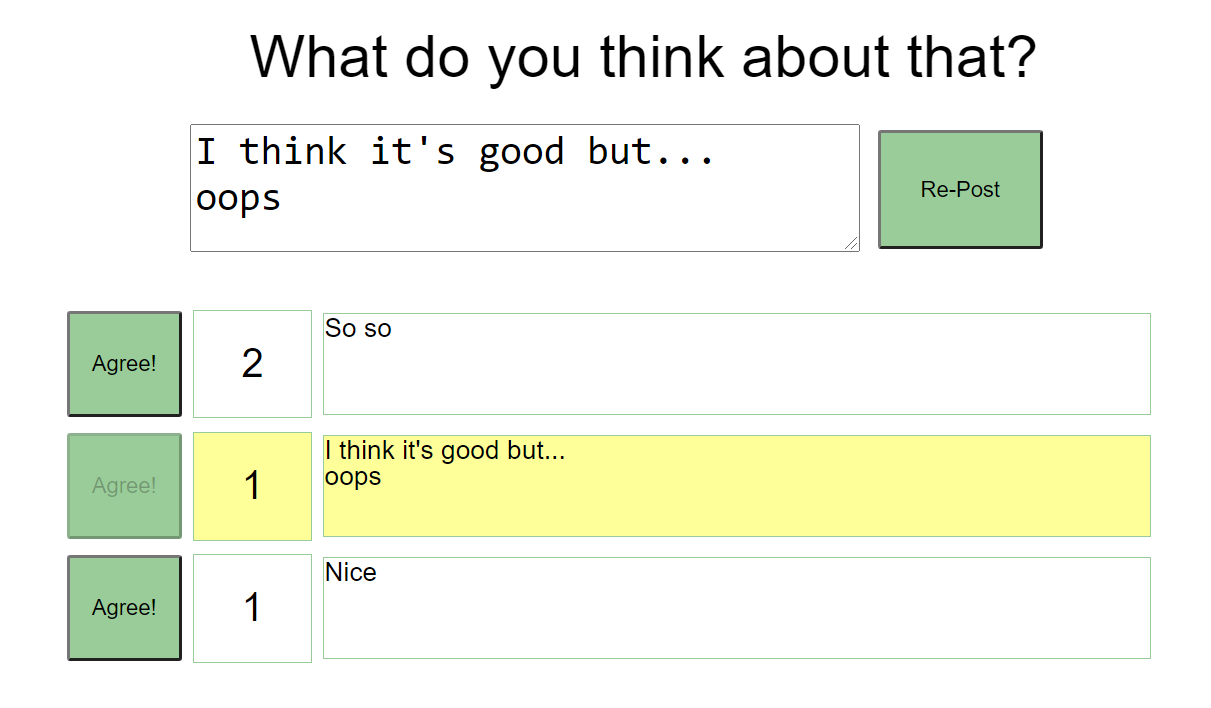 What do you think about that?
I think it's good but...
oops
Re-Post
Agree!
2
So so
Agree!
1
I think it's good but...
oops
Agree!
1
Nice